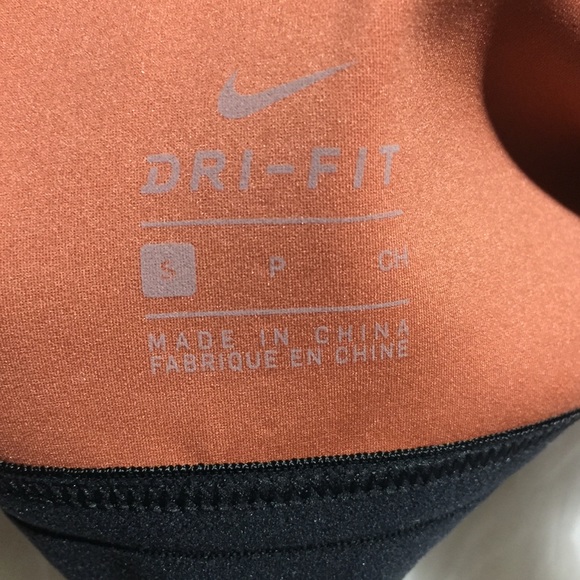 DRI-FIT
S P CH
MADE IN CHINA
FABRIQUE EN CHINE